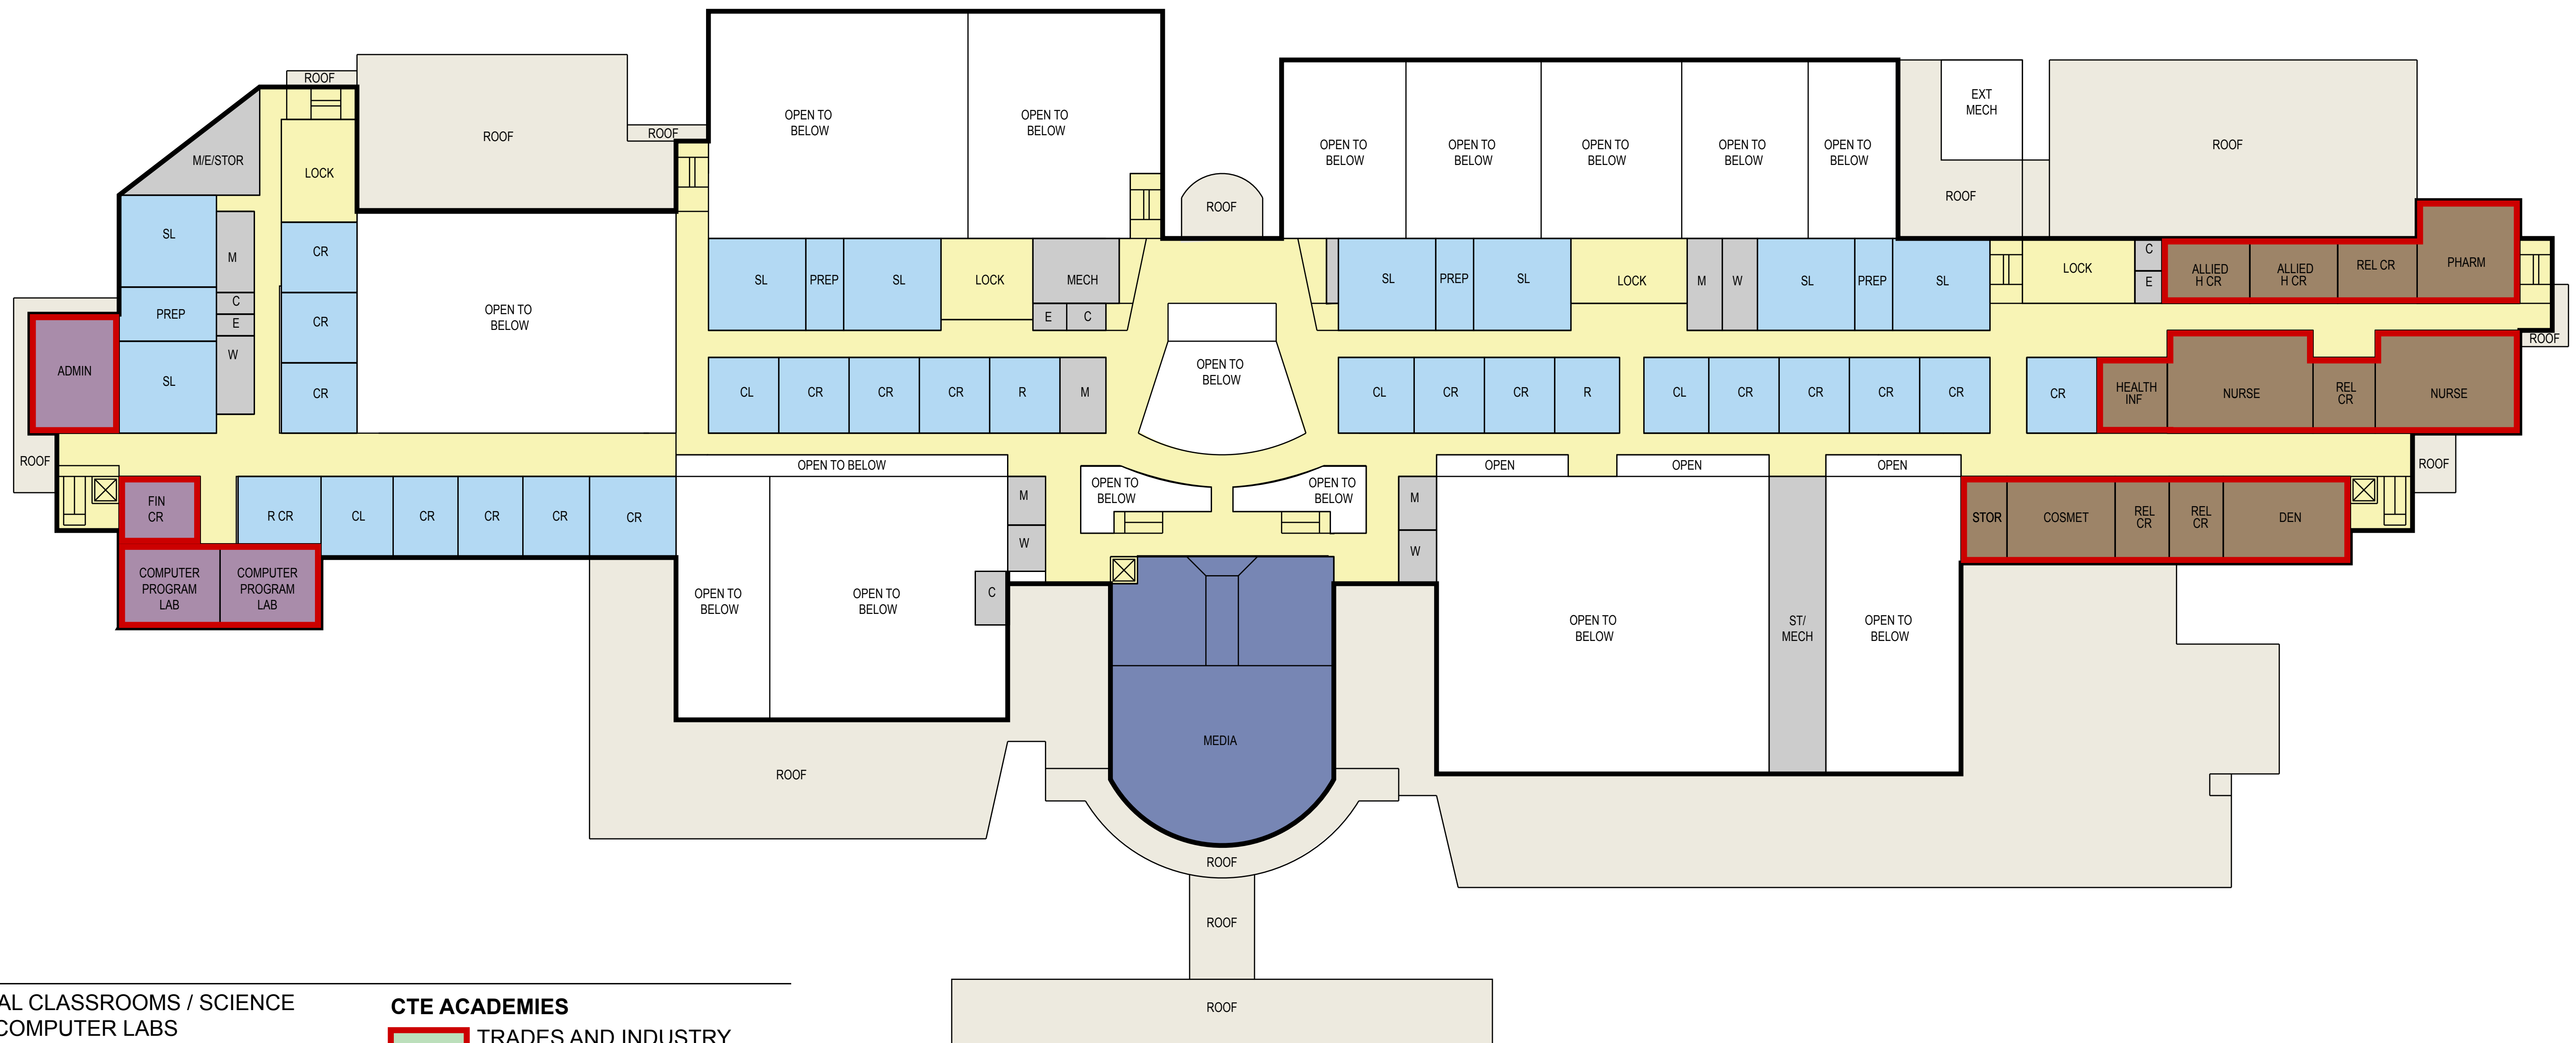 ROOF
ROOF
ROOF
OPEN TO
BELOW
OPEN TO
BELOW
OPEN TO
BELOW
OPEN TO
BELOW
OPEN TO
BELOW
OPEN TO
BELOW
OPEN TO
BELOW
EXT
MECH
ROOF
ROOF
ROOF
M/E/STOR
LOCK
SL
M
CR
C
PREP
E
CR
W
SL
CR
ADMIN
ROOF
OPEN TO
BELOW
SL
PREP
SL
LOCK
MECH
E
C
SL
PREP
SL
LOCK
M
W
SL
PREP
SL
LOCK
C
E
ALLIED
H CR
ALLIED
H CR
REL CR
PHARM
ROOF
CL
CR
CR
CR
R
M
OPEN TO
BELOW
CL
CR
CR
R
CL
CR
CR
CR
CR
CR
HEALTH
INF
NURSE
REL
CR
NURSE
ROOF
OPEN TO BELOW
OPEN TO
BELOW
OPEN TO
BELOW
OPEN
OPEN
OPEN
FIN
CR
R CR
CL
CR
CR
CR
CR
M
W
M
W
STOR
COSMET
REL
CR
REL
CR
DEN
COMPUTER
PROGRAM
LAB
COMPUTER
PROGRAM
LAB
OPEN TO
BELOW
OPEN TO
BELOW
C
OPEN TO
BELOW
ST/
MECH
OPEN TO
BELOW
MEDIA
ROOF
ROOF
ROOF
ROOF
AL CLASSROOMS / SCIENCE
COMPUTER LABS
CTE ACADEMIES
TRADES AND INDUSTRY